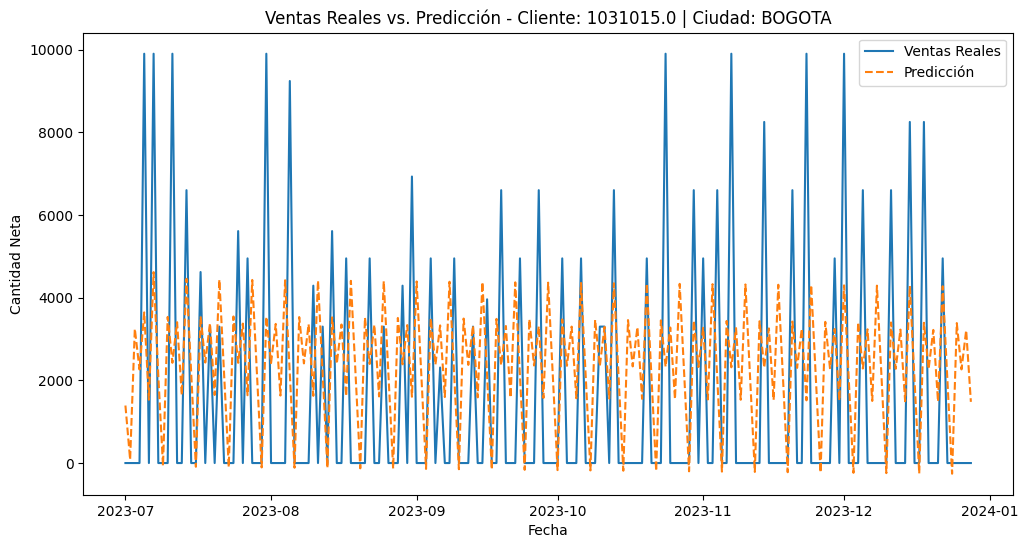 Ventas Reales vs. Predicción - Cliente: 1031015.0 | Ciudad: BOGOTA
Ventas Reales
Predicción
Cantidad Neta
10000
8000
6000
4000
2000
0
2023-07
2023-08
2023-09
2023-10
2023-11
2023-12
2024-01
Fecha